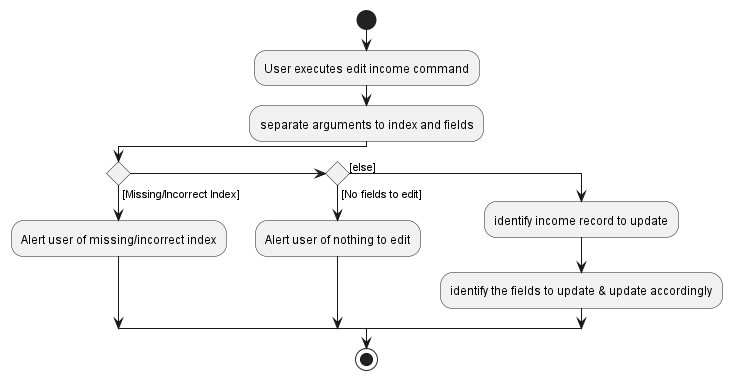 User executes edit income command
separate arguments to index and fields
[else]
[Missing/Incorrect Index]
[No fields to edit]
Alert user of missing/incorrect index
Alert user of nothing to edit
identify income record to update
identify the fields to update & update accordingly